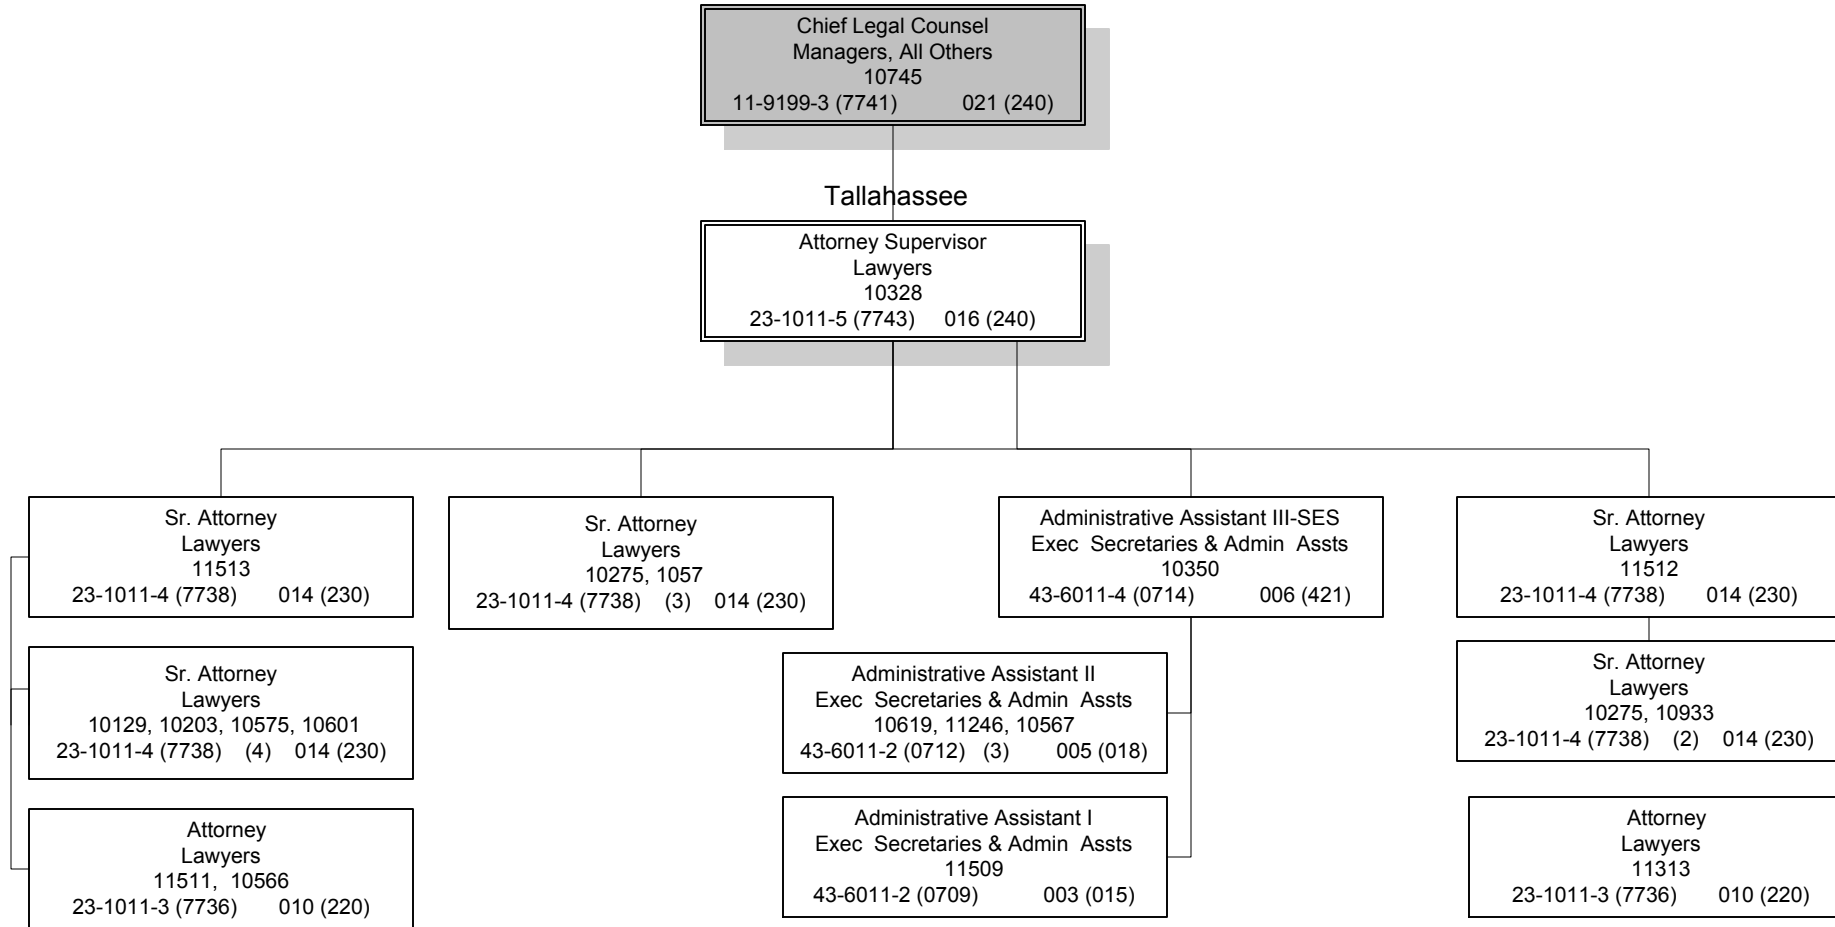 Chief Legal Counsel
Managers, All Others
10745
11-9199-3 (7741) 021 (240)
Tallahassee
Attorney Supervisor
Lawyers
10328
23-1011-5 (7743) 016 (240)
Sr. Attorney
Lawyers
11513
23-1011-4 (7738) 014 (230)
Sr. Attorney
Lawyers
10275, 1057
23-1011-4 (7738) (3) 014 (230)
Administrative Assistant III-SES
Exec Secretaries & Admin Assts
10350
43-6011-4 (0714) 006 (421)
Sr. Attorney
Lawyers
11512
23-1011-4 (7738) 014 (230)
Sr. Attorney
Lawyers
10129, 10203, 10575, 10601
23-1011-4 (7738) (4) 014 (230)
Administrative Assistant II
Exec Secretaries & Admin Assts
10619, 11246, 10567
43-6011-2 (0712) (3) 005 (018)
Sr. Attorney
Lawyers
10275, 10933
23-1011-4 (7738) (2) 014 (230)
Attorney
Lawyers
11511, 10566
23-1011-3 (7736) 010 (220)
Administrative Assistant I
Exec Secretaries & Admin Assts
11509
43-6011-2 (0709) 003 (015)
Attorney
Lawyers
11313
23-1011-3 (7736) 010 (220)